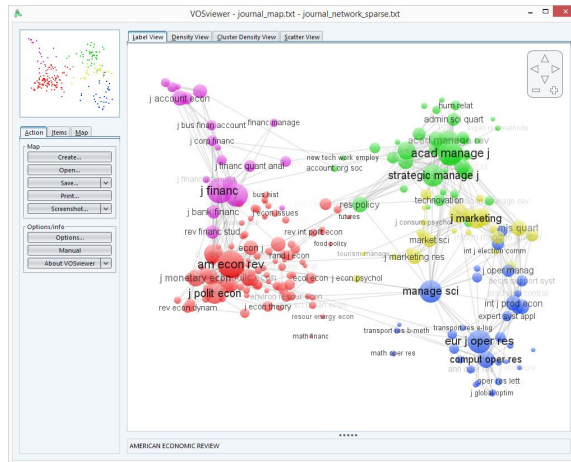 VOSviewer - journal_map.txt - journal_network_sparse.txt
Label View Density View Cluster Density View Scatter View
Action Items Map
Map
Create...
Open...
Save...
Print...
Screenshot...
Options/info
Options...
Manual
About VOSviewer
j account econ
hum relat
admin sci quart
j bus finan account financ manage
j corp financ
acad manage rev
acad manage j
new tech work employ
account org soc
j financ quant anal
strategic manage j
j financ
bus hist
technovation
j bank financ
j econ issues
res policy
futures
j consum psychol
j marketing
mis quart
rev financ stud
rev int polit econ
market sci
food policy
int j electron comm
econ j
rand j econ
tourism manage
j marketing res
am econ rev
j oper manag
j monetary econ
ecol econ
j econ psychol
manage sci
j polit econ
environ resour econ
int j prod econ
rev econ dynam
j econ theory
expert syst appl
resour energy econ
transport res b-meth
transport res e-log
math financ
eur j oper res
math oper res
comput oper res
oper res lett
j global optim
AMERICAN ECONOMIC REVIEW